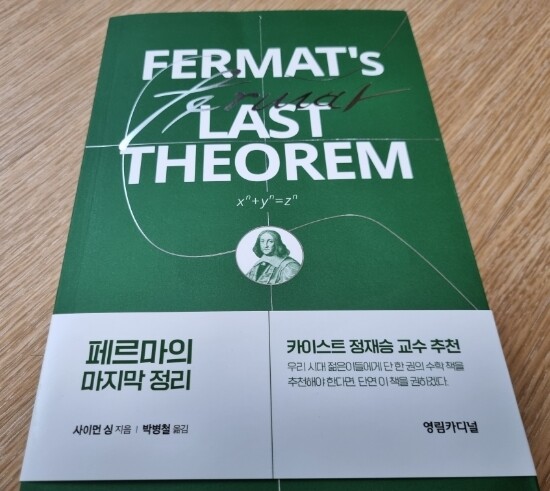 FERMAT's
Fermat
LAST
THEOREM
xⁿ+yⁿ=zⁿ
페르마의
마지막 정리
사이먼 싱 지음 | 박병철 옮김
카이스트 정재승 교수 추천
우리 시대 젊은이들에게 단 한 권의 수학책을
추천해야 한다면, 단연 이 책을 권하겠다.
영림카디널